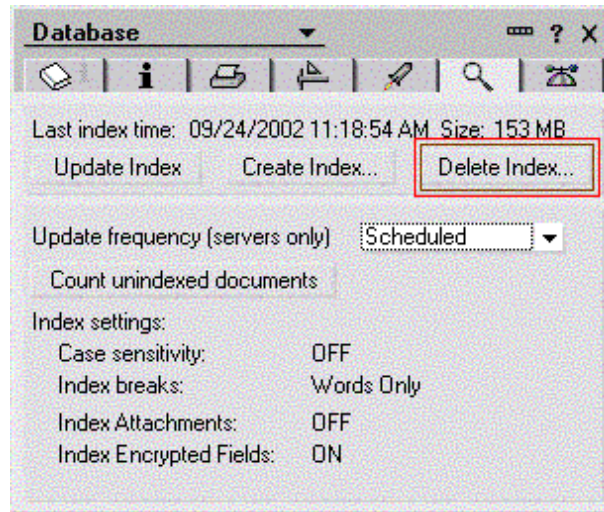 Database ? X
i
Last index time: 09/24/2002 11:18:54 AM Size: 153 MB
Update Index Create Index... Delete Index...
Update frequency (servers only) Scheduled
Count unindexed documents
Index settings:
Case sensitivity: OFF
Index breaks: Words Only
Index Attachments: OFF
Index Encrypted Fields: ON